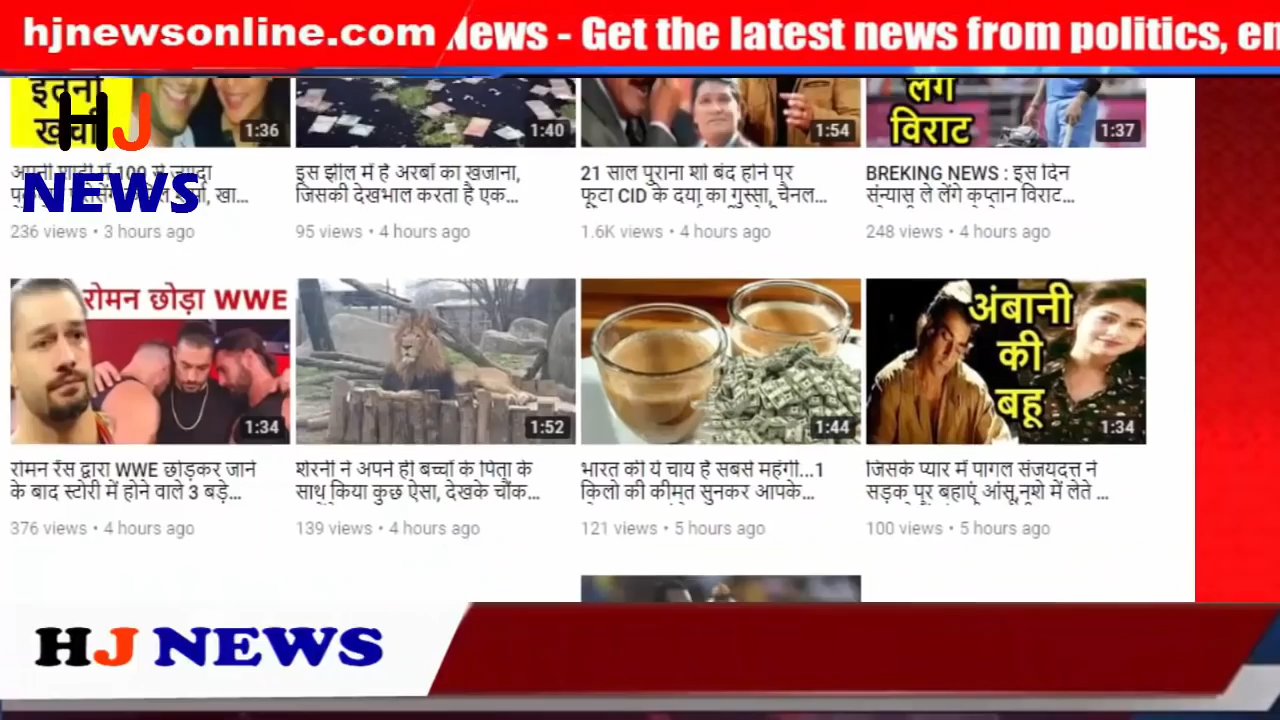 hjnewsonline.com
News - Get the latest news from politics, en
इतना
खर्चा
1:36
1:40
1:54
लेंगे
विराट
1:37
HJ
NEWS
इस झील में है अरबों का खजाना,
जिसकी देखभाल करता है एक...
21 साल पुराना शो बंद होने पर
फूटा CID के दया का गुस्सा, चैनल...
BREKING NEWS : इस दिन
संन्यास ले लेंगे कप्तान विराट...
236 views • 3 hours ago
95 views • 4 hours ago
1.6K views • 4 hours ago
248 views • 4 hours ago
रोमन छोड़ा WWE
1:34
1:52
1:44
अंबानी
की
बहू
1:34
रोमन रेंस द्वारा WWE छोड़कर जाने
के बाद स्टोरी में होने वाले 3 बड़े...
शेरनी ने अपने ही बच्चों के पिता के
साथ किया कुछ ऐसा, देखके चौंक...
भारत की ये चाय है सबसे महंगी...1
किलो की कीमत सुनकर आपके...
जिसके प्यार में पागल संजयदत्त ने
सड़क पर बहाएं आंसू,नशे में लेते ...
376 views • 4 hours ago
139 views • 4 hours ago
121 views • 5 hours ago
100 views • 5 hours ago
HJ NEWS